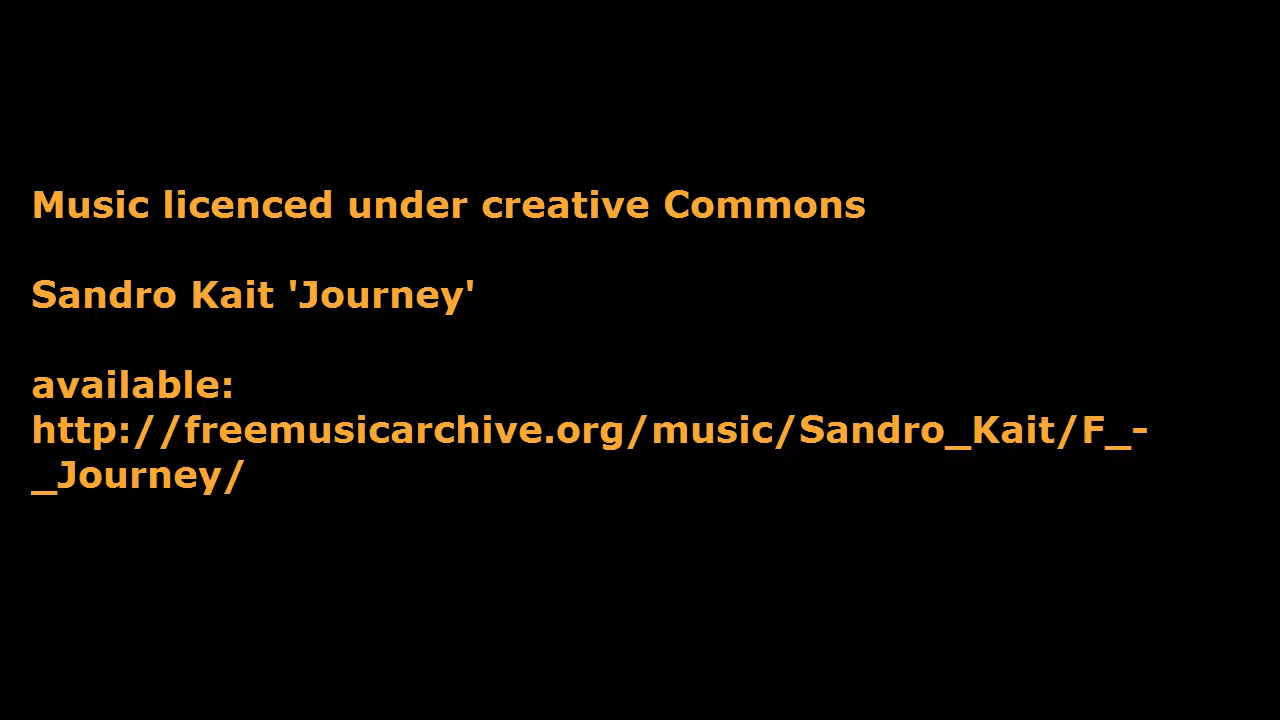 Music licenced under creative Commons
Sandro Kait 'Journey'
available:
http://freemusicarchive.org/music/Sandro_Kait/F_-
_Journey/